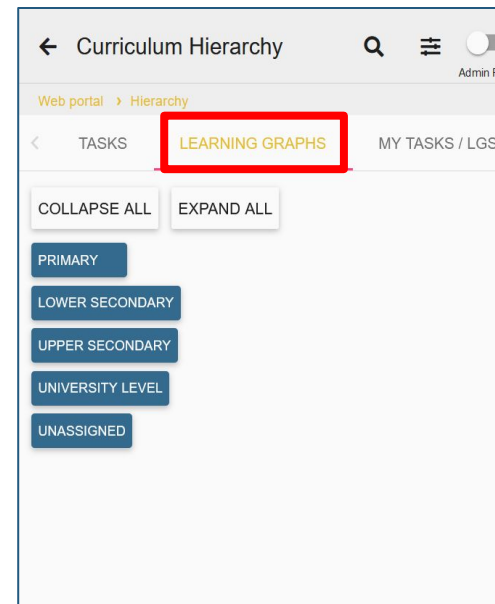 Curriculum Hierarchy
Admin
Web portal › Hierarchy
TASKS LEARNING GRAPHS MY TASKS / LGS
COLLAPSE ALL EXPAND ALL
PRIMARY
LOWER SECONDARY
UPPER SECONDARY
UNIVERSITY LEVEL
UNASSIGNED